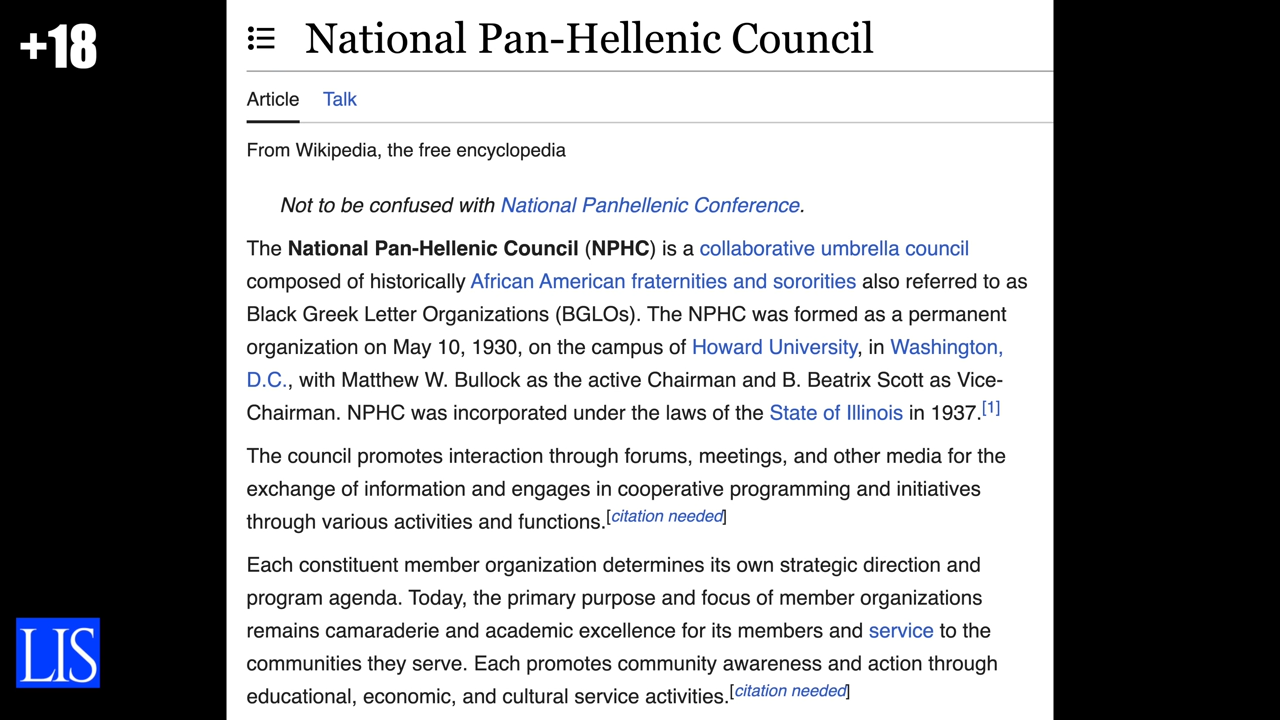 +18
National Pan-Hellenic Council
Article Talk
From Wikipedia, the free encyclopedia
Not to be confused with National Panhellenic Conference.
The National Pan-Hellenic Council (NPHC) is a collaborative umbrella council
composed of historically African American fraternities and sororities also referred to as
Black Greek Letter Organizations (BGLOs). The NPHC was formed as a permanent
organization on May 10, 1930, on the campus of Howard University, in Washington,
D.C., with Matthew W. Bullock as the active Chairman and B. Beatrix Scott as Vice-
Chairman. NPHC was incorporated under the laws of the State of Illinois in 1937.[1]
The council promotes interaction through forums, meetings, and other media for the
exchange of information and engages in cooperative programming and initiatives
through various activities and functions.[citation needed]
Each constituent member organization determines its own strategic direction and
program agenda. Today, the primary purpose and focus of member organizations
remains camaraderie and academic excellence for its members and service to the
communities they serve. Each promotes community awareness and action through
educational, economic, and cultural service activities.[citation needed]
LIS